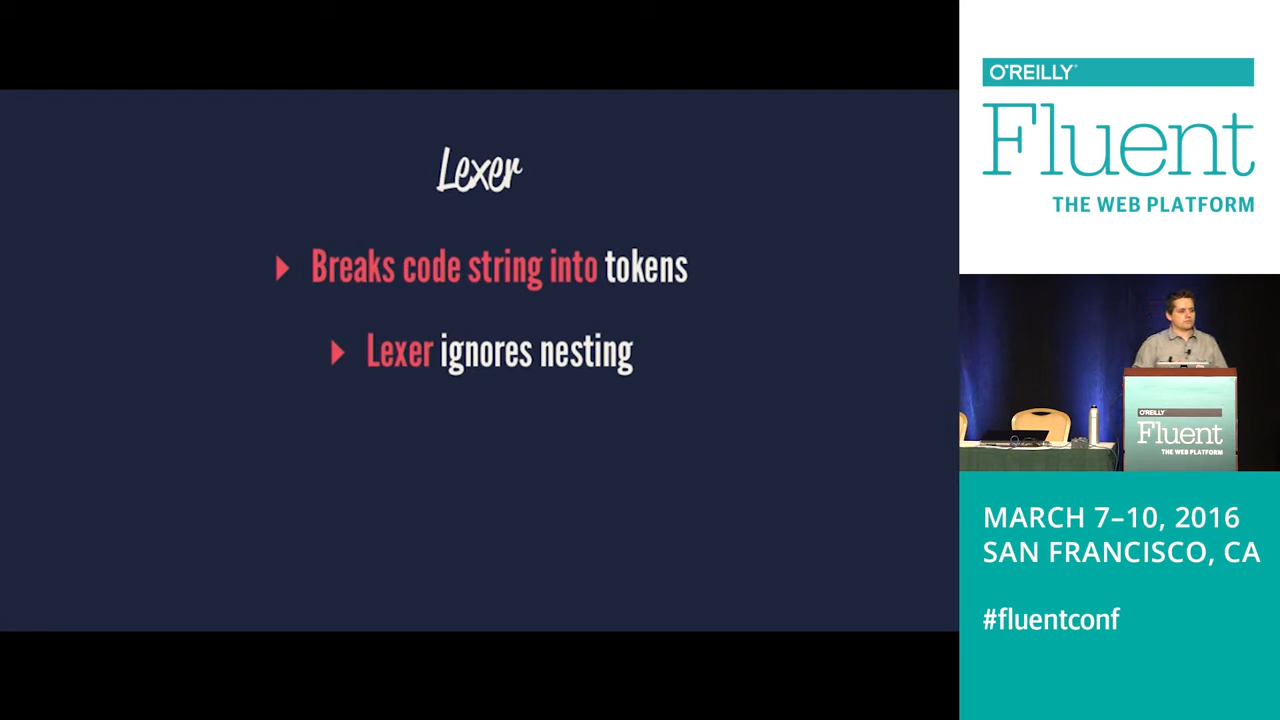 Lexer
Breaks code string into tokens
Lexer ignores nesting
O'REILLY
Fluent
THE WEB PLATFORM
O'REILLY
Fluent
THE WEB PLATFORM
MARCH 7–10, 2016
SAN FRANCISCO, CA
#fluentconf